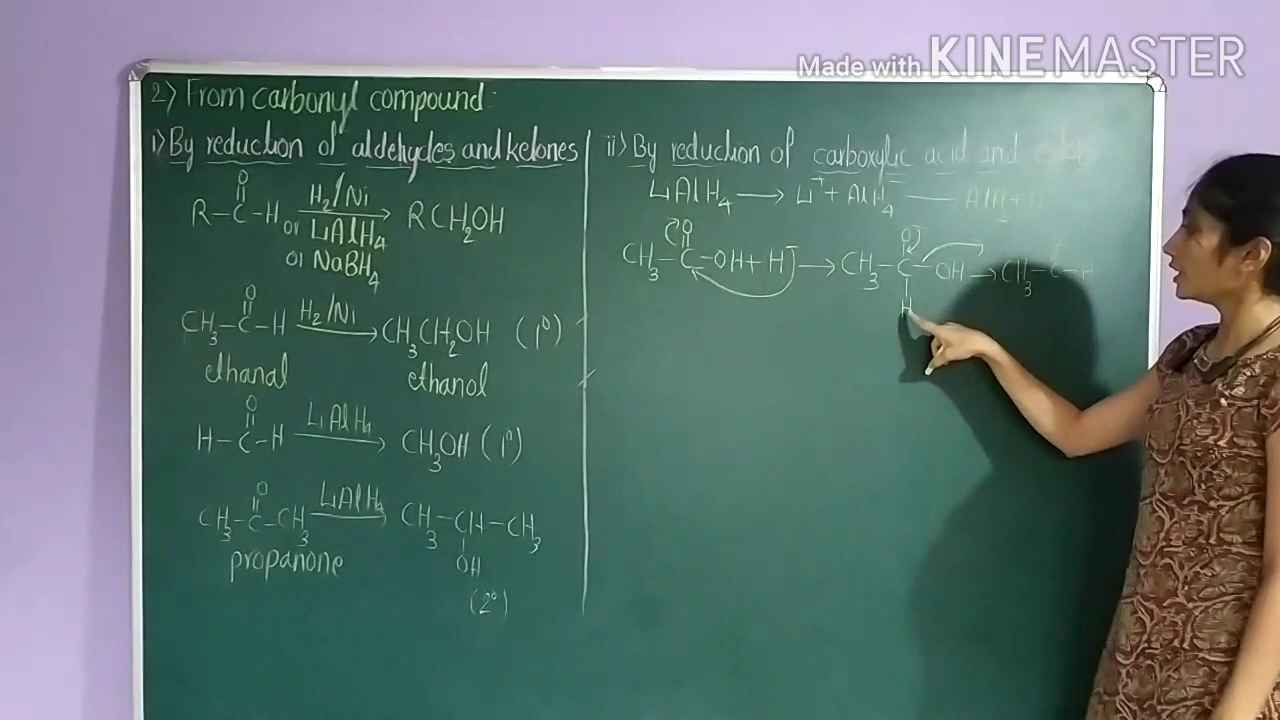 Made with KINEMASTER
2) From carbonyl compound:
i) By reduction of aldehydes and ketones
O
R-C-H H2/Ni RCH2OH
or LiAlH4
or NaBH4
O
CH3-C-H H2/Ni CH3CH2OH (1°)
ethanal ethanol
O
H-C-H LiAlH4 CH3OH (1°)
O
CH3-C-CH3 LiAlH4 CH3-CH-CH3
propanone OH
(2°)
ii) By reduction of carboxylic acid and esters
LiAlH4 → Li+ + AlH4-
O O-
CH3-C-OH + H- → CH3-C-OH → CH3-C-H
H